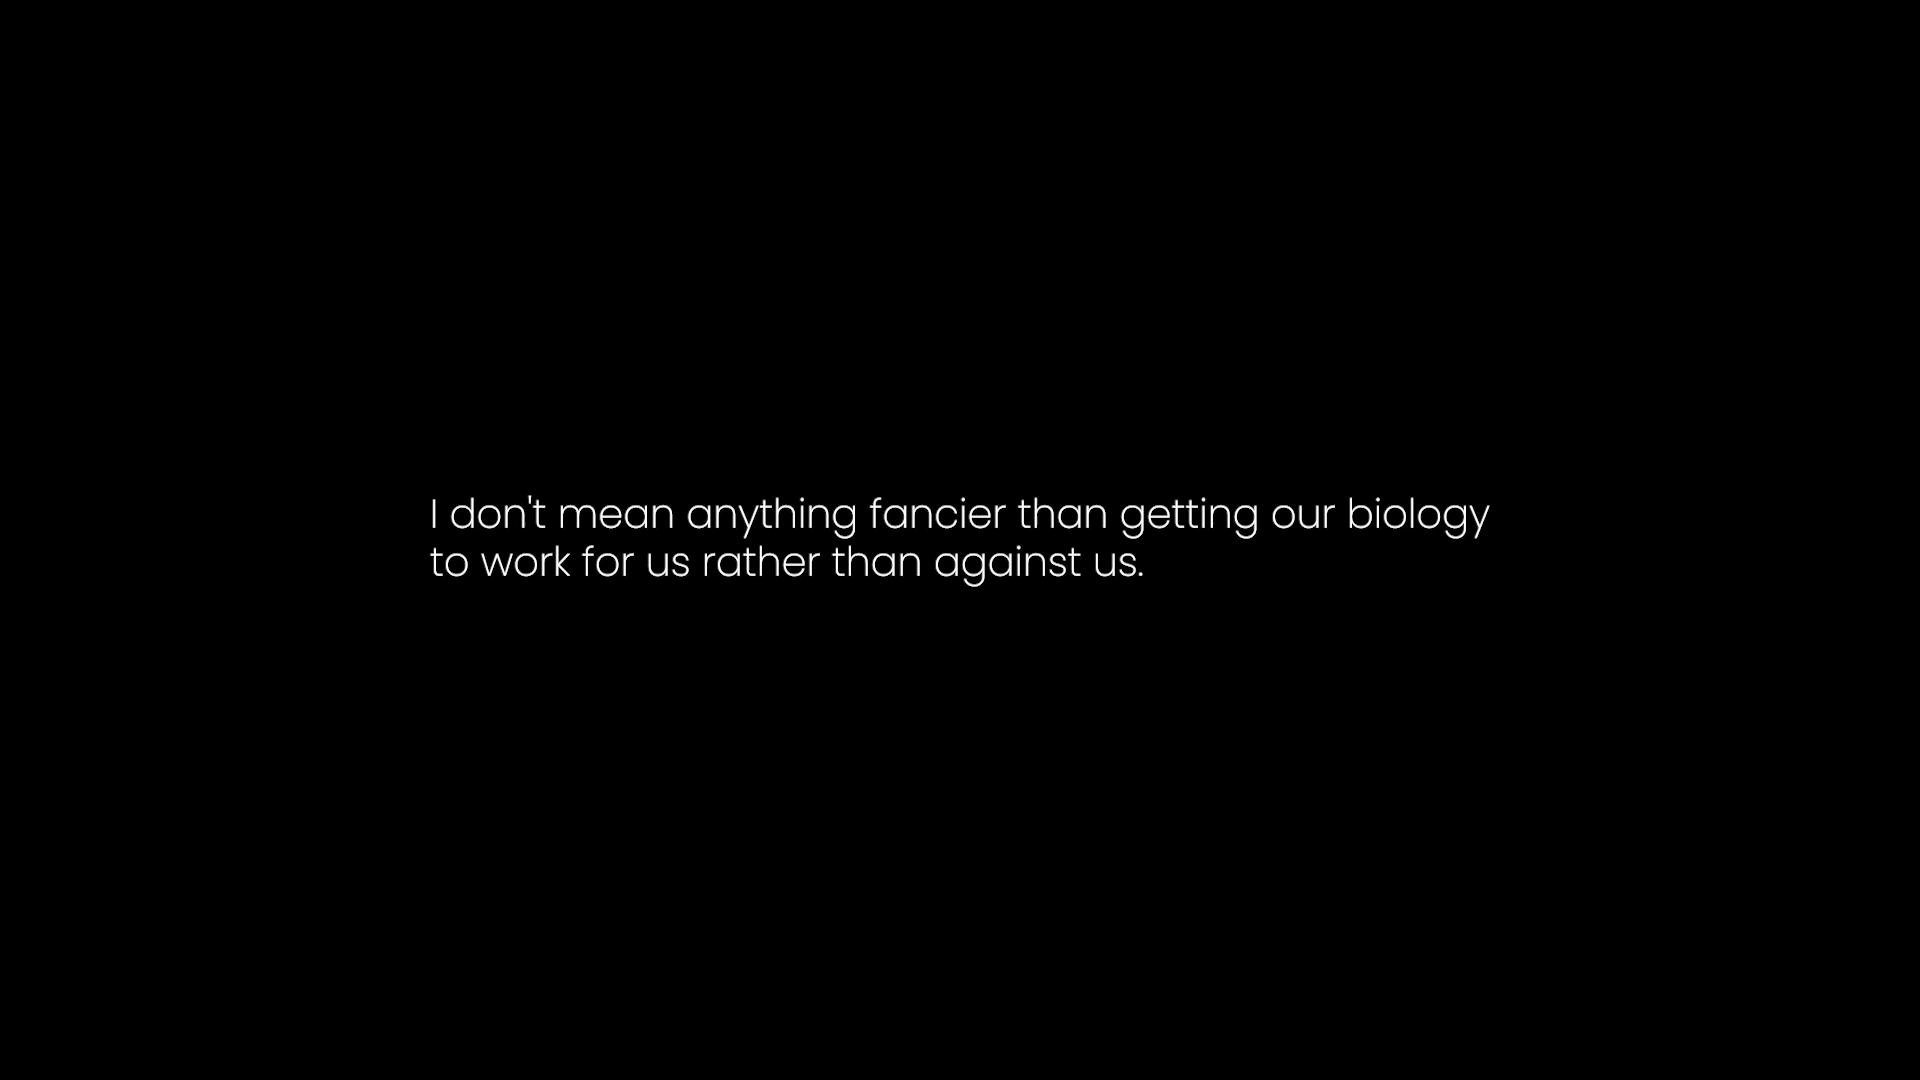 I don't mean anything fancier than getting our biology
to work for us rather than against us.